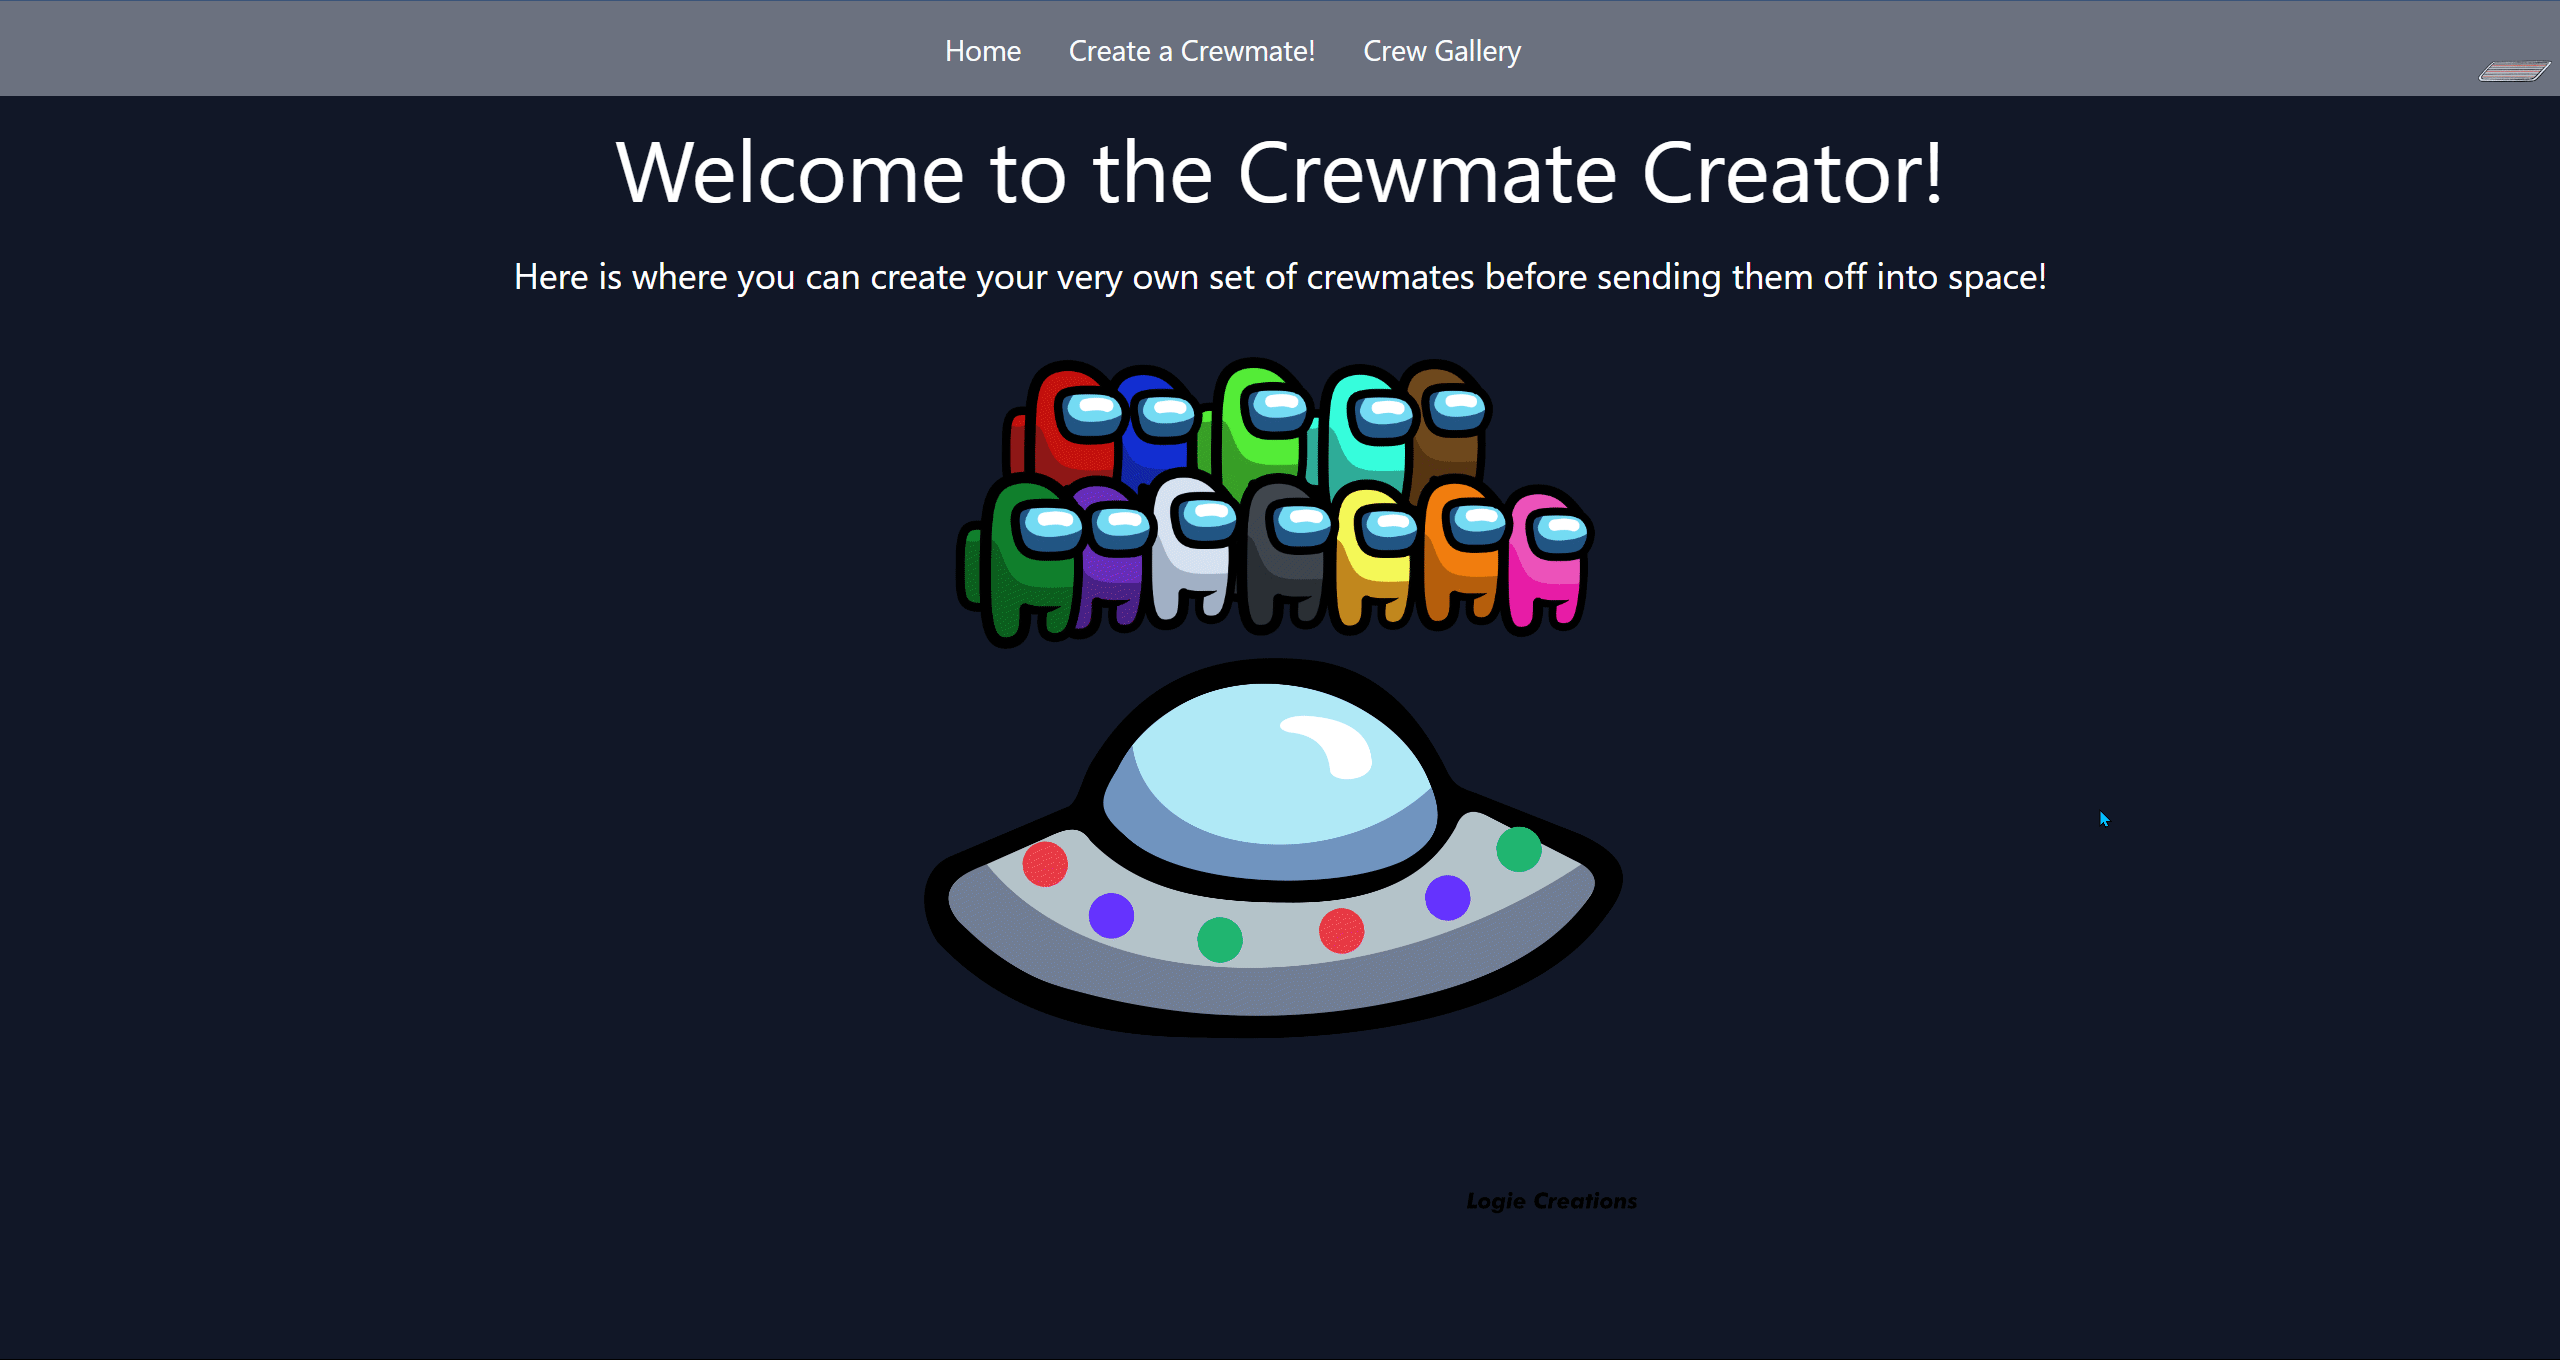 Home Create a Crewmate! Crew Gallery
Welcome to the Crewmate Creator!
Here is where you can create your very own set of crewmates before sending them off into space!
Logie Creations